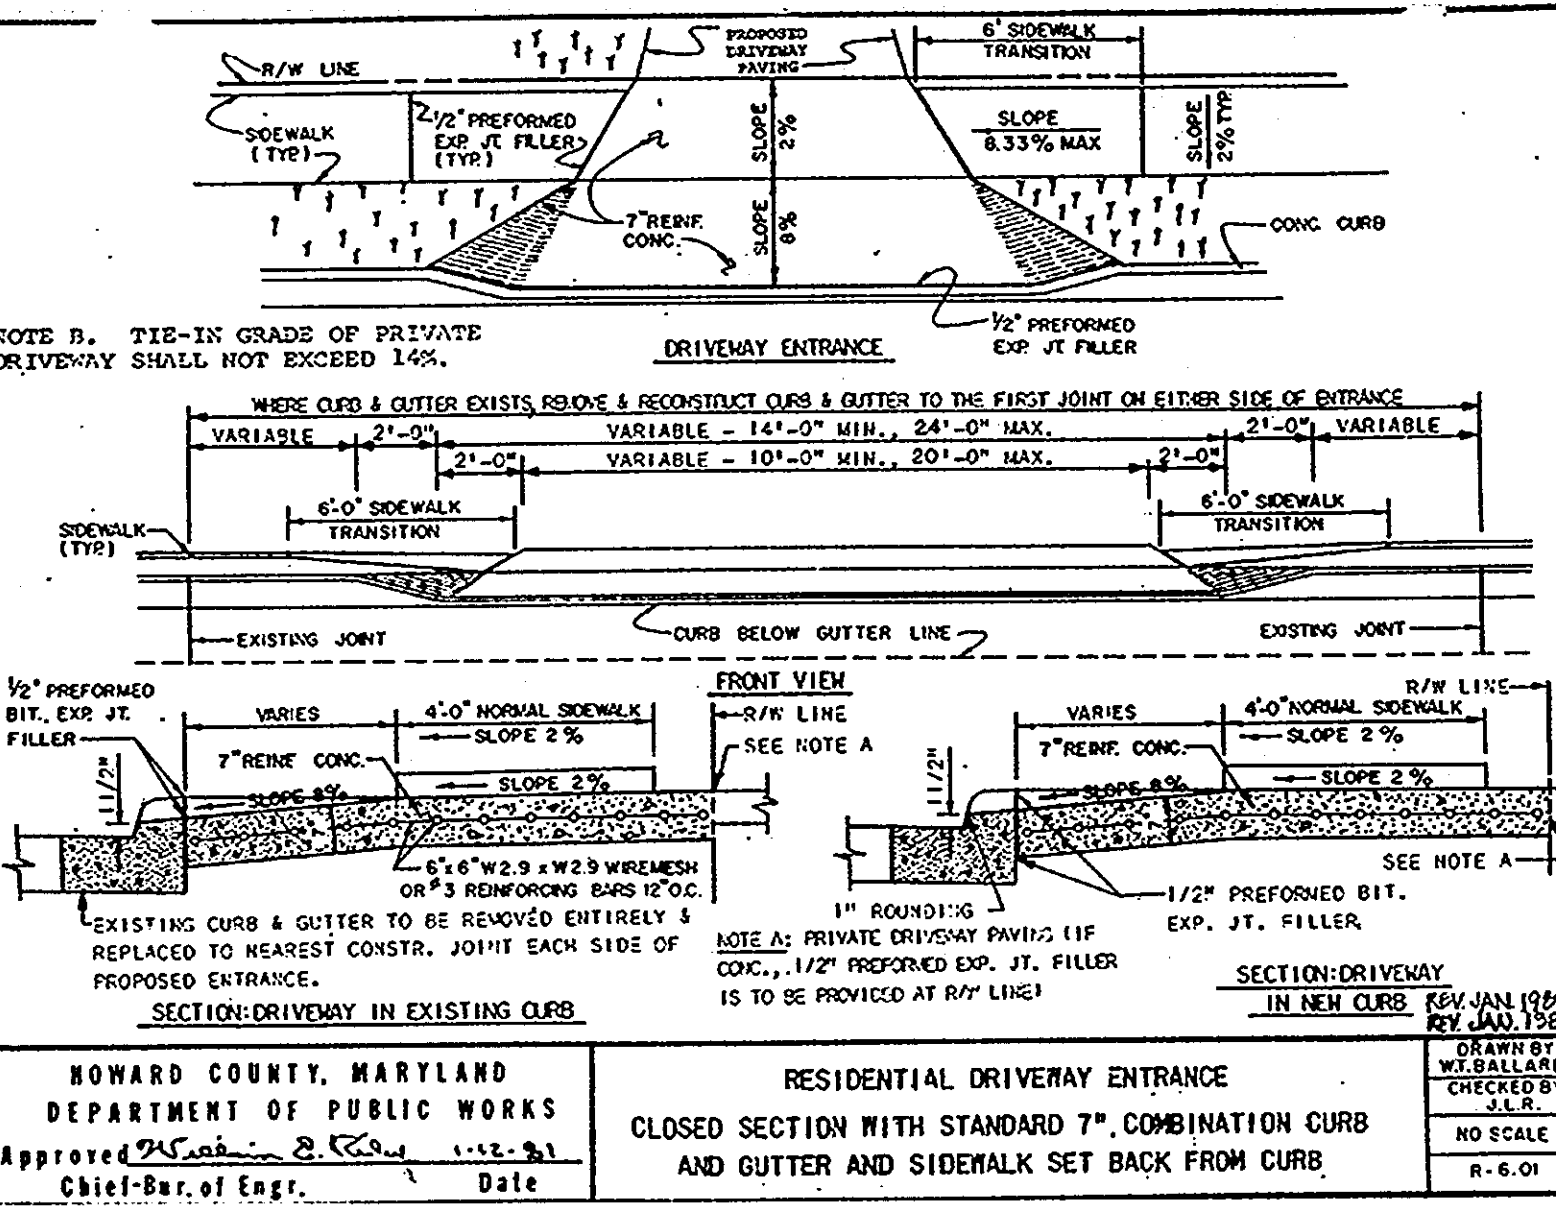 PROPOSED
DRIVEWAY
PAVING
6' SIDEWALK
TRANSITION
R/W LINE
SIDEWALK
(TYP.)
1/2" PREFORMED
EXP. JT. FILLER
(TYP.)
SLOPE
2%
SLOPE
8.33% MAX
SLOPE
2% TYP.
7" REINF.
CONC.
SLOPE
8%
CONC. CURB
1/2" PREFORMED
EXP. JT FILLER
NOTE B. TIE-IN GRADE OF PRIVATE
DRIVEWAY SHALL NOT EXCEED 14%.
DRIVEWAY ENTRANCE
WHERE CURB & GUTTER EXISTS, REMOVE & RECONSTRUCT CURB & GUTTER TO THE FIRST JOINT ON EITHER SIDE OF ENTRANCE
VARIABLE
2'-0"
VARIABLE - 14'-0" MIN., 24'-0" MAX.
2'-0"
VARIABLE
2'-0"
VARIABLE - 10'-0" MIN., 20'-0" MAX.
2'-0"
6'-0" SIDEWALK
TRANSITION
6'-0" SIDEWALK
TRANSITION
SIDEWALK
(TYP.)
EXISTING JOINT
CURB BELOW GUTTER LINE
EXISTING JOINT
FRONT VIEW
1/2" PREFORMED
BIT. EXP. JT.
FILLER
VARIES
4'-0" NORMAL SIDEWALK
SLOPE 2%
R/W LINE
SEE NOTE A
7" REINF. CONC.
1 1/2"
SLOPE 8%
SLOPE 2%
6"x6" W2.9 x W2.9 WIREMESH
OR #3 REINFORCING BARS 12" O.C.
EXISTING CURB & GUTTER TO BE REMOVED ENTIRELY &
REPLACED TO NEAREST CONSTR. JOINT EACH SIDE OF
PROPOSED ENTRANCE.
SECTION: DRIVEWAY IN EXISTING CURB
R/W LINE
VARIES
4'-0" NORMAL SIDEWALK
SLOPE 2%
7" REINF. CONC.
1 1/2"
SLOPE 8%
SLOPE 2%
SEE NOTE A
1" ROUNDING
1/2" PREFORMED BIT.
EXP. JT. FILLER
NOTE A: PRIVATE DRIVEWAY PAVING (IF
CONC., 1/2" PREFORMED EXP. JT. FILLER
IS TO BE PROVIDED AT R/W LINE)
SECTION: DRIVEWAY
IN NEW CURB
REV. JAN.
REV. JAN.
HOWARD COUNTY, MARYLAND
DEPARTMENT OF PUBLIC WORKS
Approved William E. 1-12-81
Chief-Bur. of Engr. Date
RESIDENTIAL DRIVEWAY ENTRANCE
CLOSED SECTION WITH STANDARD 7" COMBINATION CURB
AND GUTTER AND SIDEWALK SET BACK FROM CURB
DRAWN BY
W.T. BALLARD
CHECKED BY
J.L.R.
NO SCALE
R-6.01